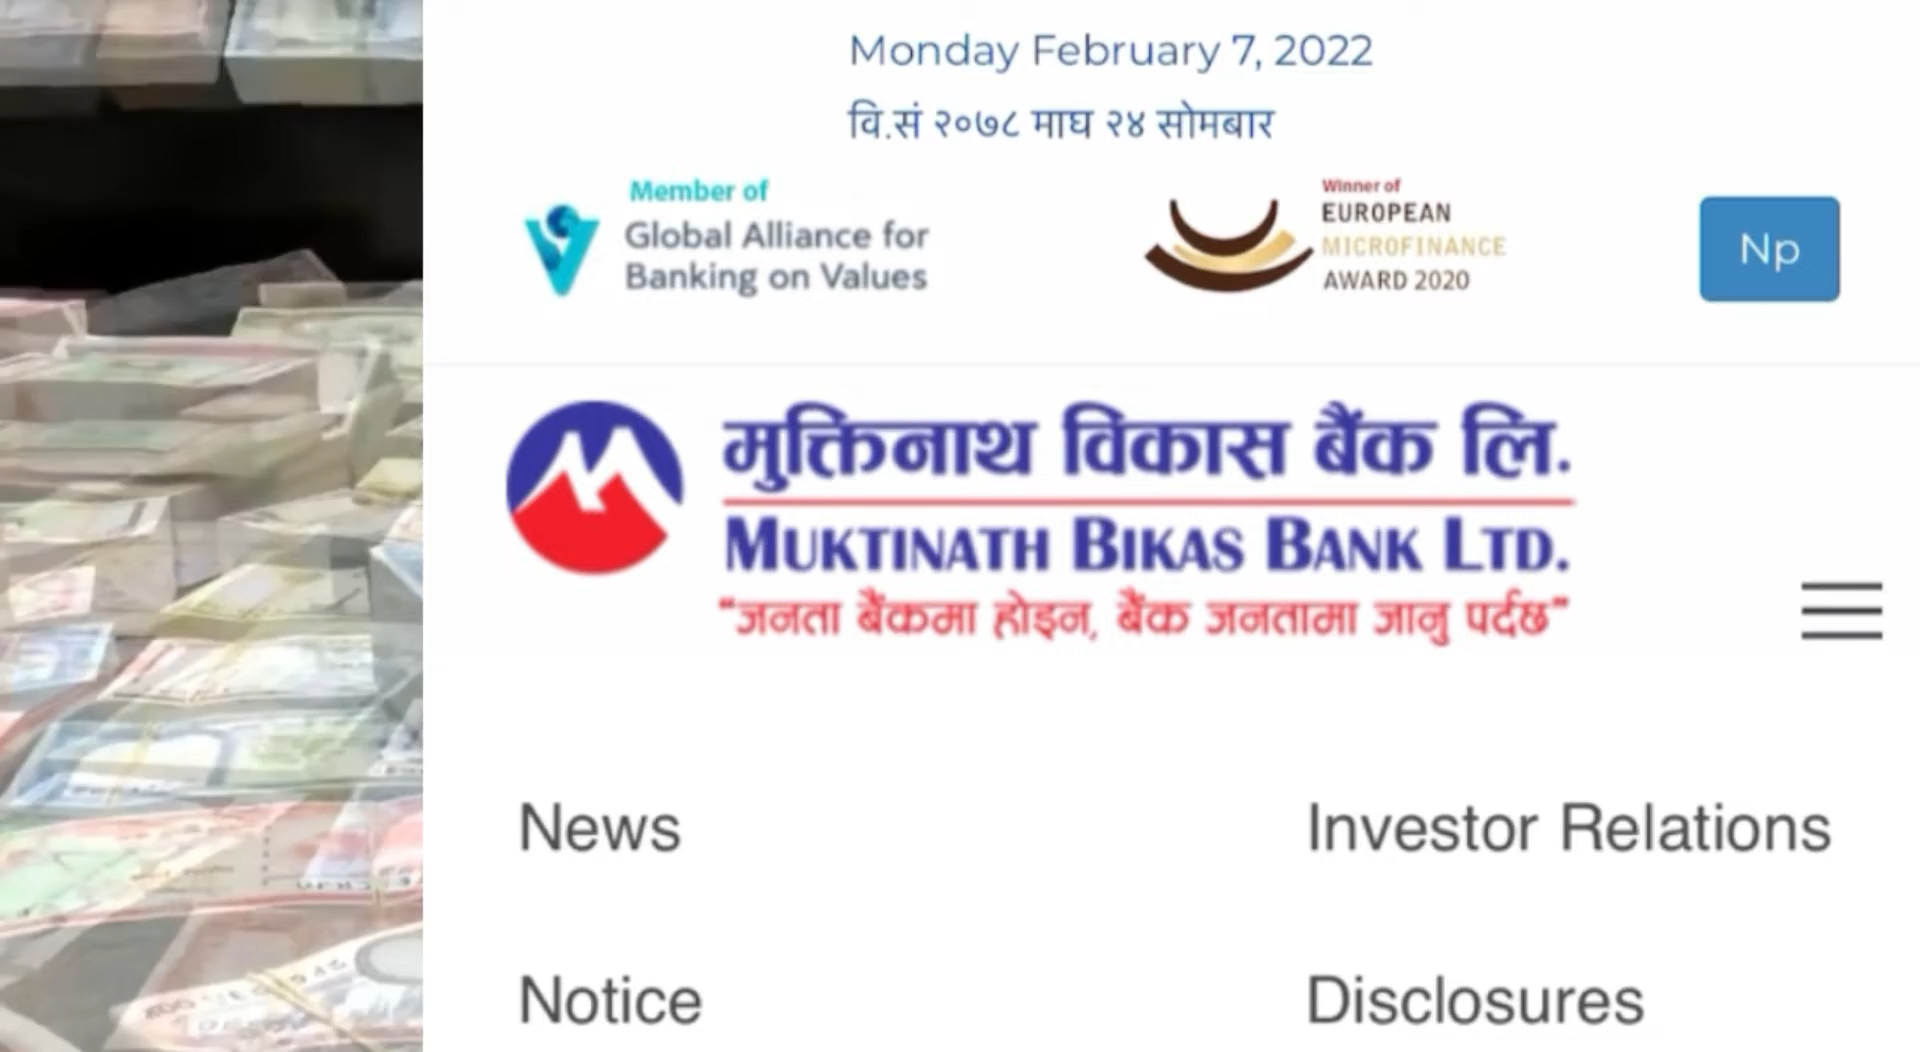 Monday February 7, 2022
वि.सं २०७८ माघ २४ सोमबार
Member of
Global Alliance for
Banking on Values
Winner of
EUROPEAN
MICROFINANCE
AWARD 2020
Np
मुक्तिनाथ विकास बैंक लि.
MUKTINATH BIKAS BANK LTD.
"जनता बैंकमा होइन, बैंक जनतामा जानु पर्दछ"
News
Investor Relations
Notice
Disclosures